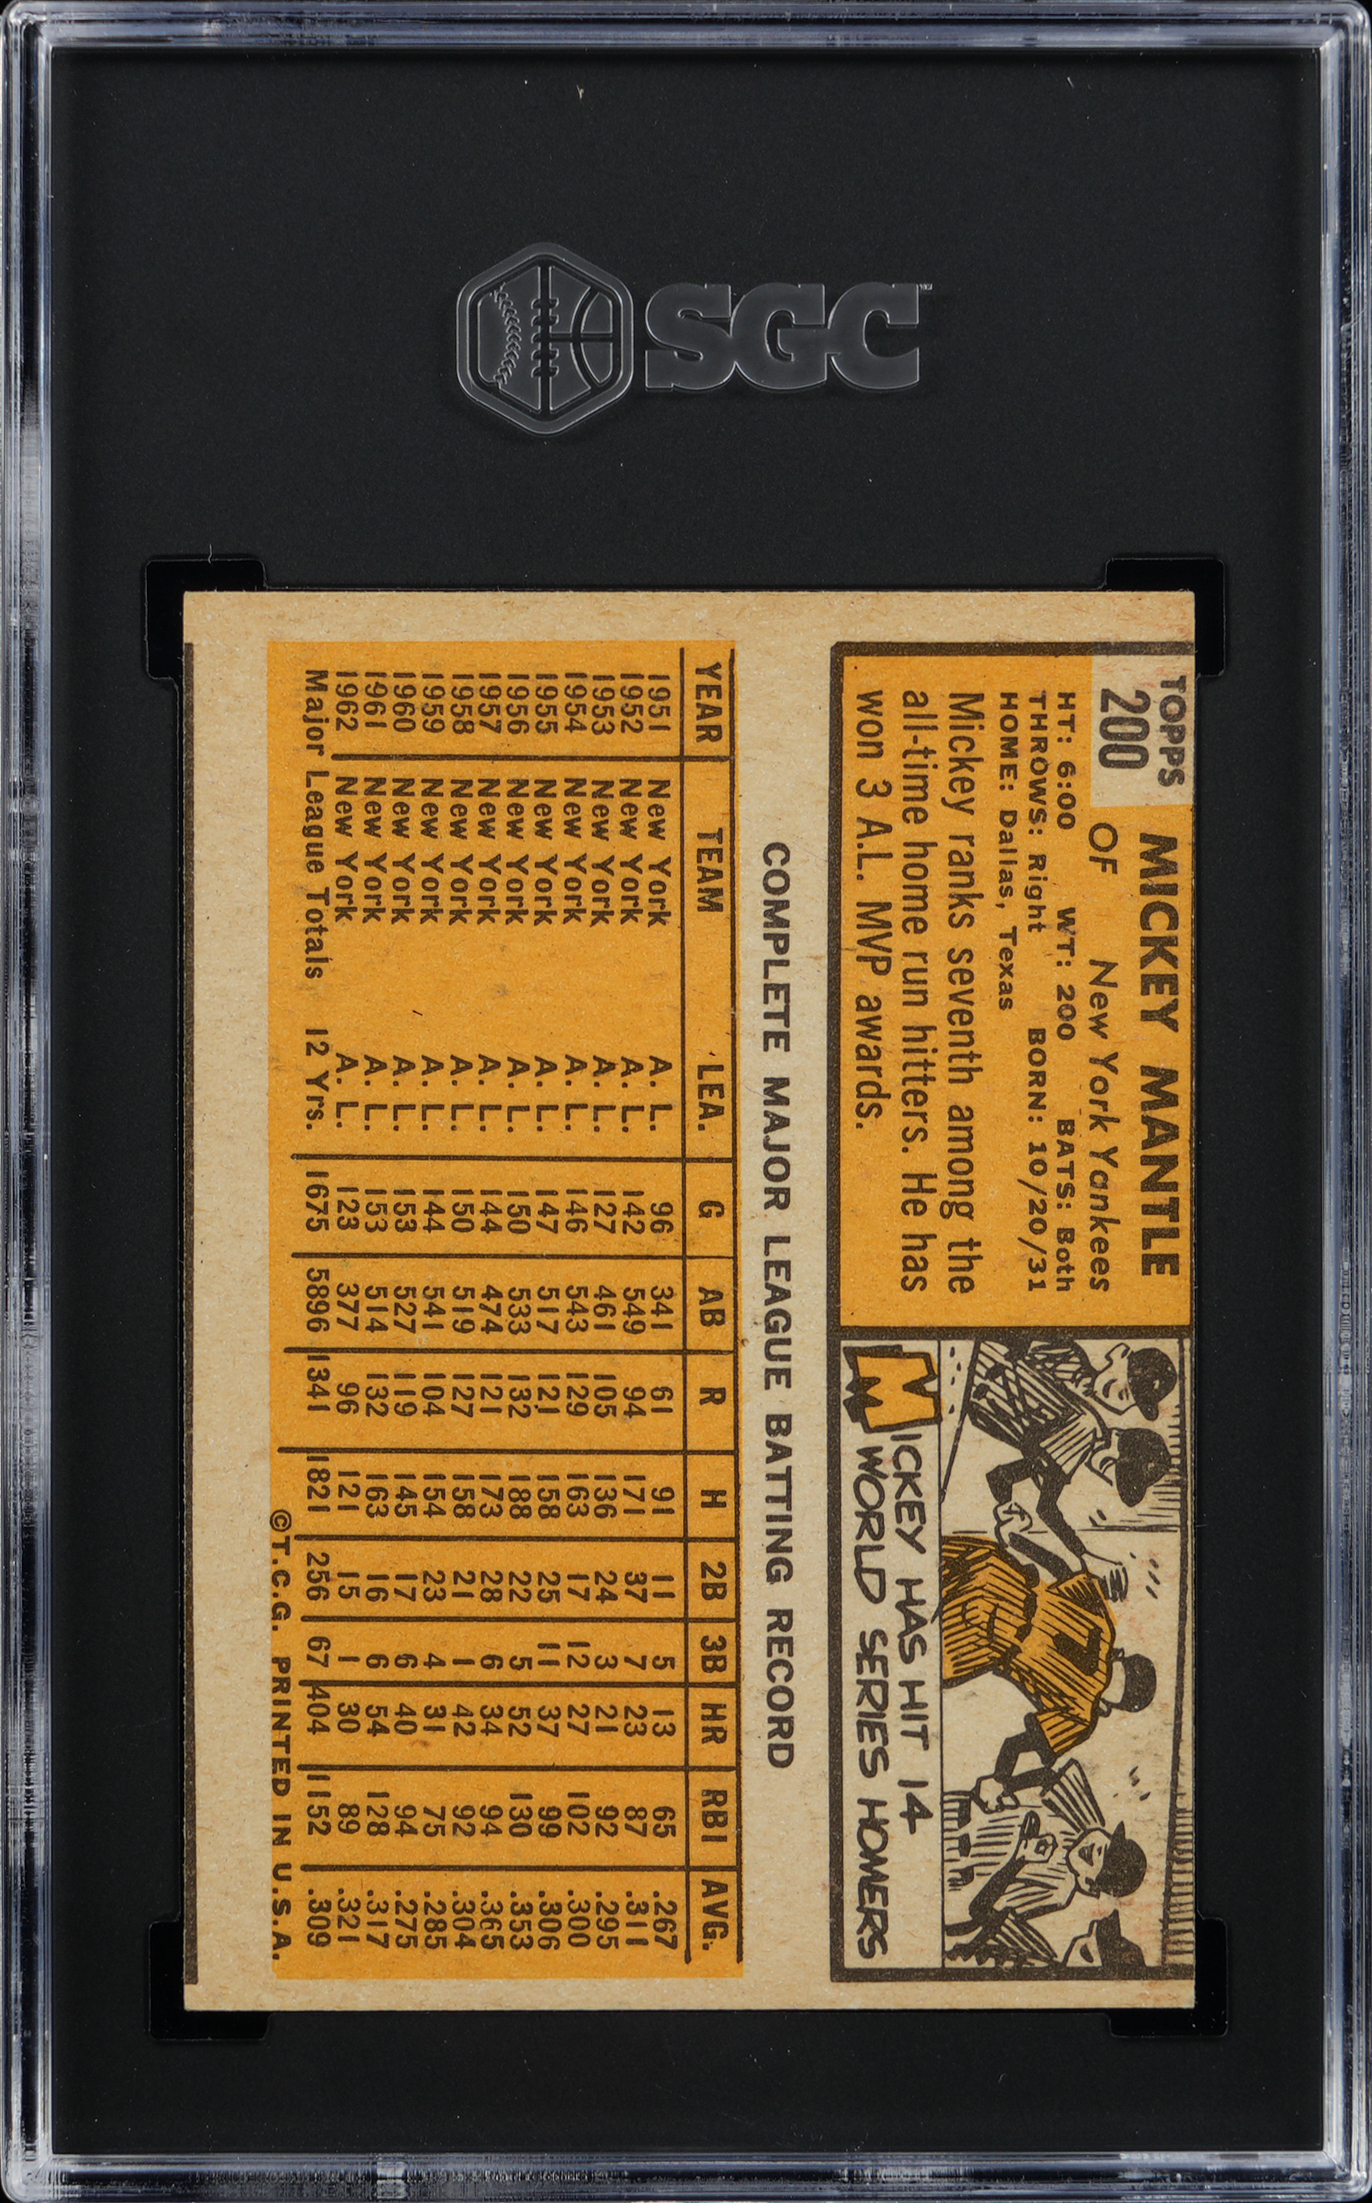 SGC
TOPPS
200
MICKEY MANTLE
OF New York Yankees
HT: 6:00 WT: 200 BATS: Both
THROWS: Right BORN: 10/20/31
HOME: Dallas, Texas
Mickey ranks seventh among the
all-time home run hitters. He has
won 3 A.L. MVP awards.
7
MICKEY HAS HIT 14
WORLD SERIES HOMERS
M
COMPLETE MAJOR LEAGUE BATTING RECORD
YEAR TEAM LEA. G AB R H 2B 3B HR RBI AVG.
1951 New York A. L. 96 341 61 91 11 5 13 65 .267
1952 New York A. L. 142 549 94 171 37 7 23 87 .311
1953 New York A. L. 127 461 105 136 24 3 21 92 .295
1954 New York A. L. 146 543 129 163 17 12 27 102 .300
1955 New York A. L. 147 517 121 158 25 11 37 99 .306
1956 New York A. L. 150 533 132 188 22 5 52 130 .353
1957 New York A. L. 144 474 121 173 28 6 34 94 .365
1958 New York A. L. 150 519 127 158 21 1 42 92 .304
1959 New York A. L. 144 541 104 154 23 4 31 75 .285
1960 New York A. L. 153 527 119 145 17 6 40 94 .275
1961 New York A. L. 153 514 132 163 16 6 54 128 .317
1962 New York A. L. 123 377 96 121 15 1 30 89 .321
Major League Totals 12 Yrs. 1675 5896 1341 1821 256 67 404 1152 .309
©T.C.G. PRINTED IN U.S.A.